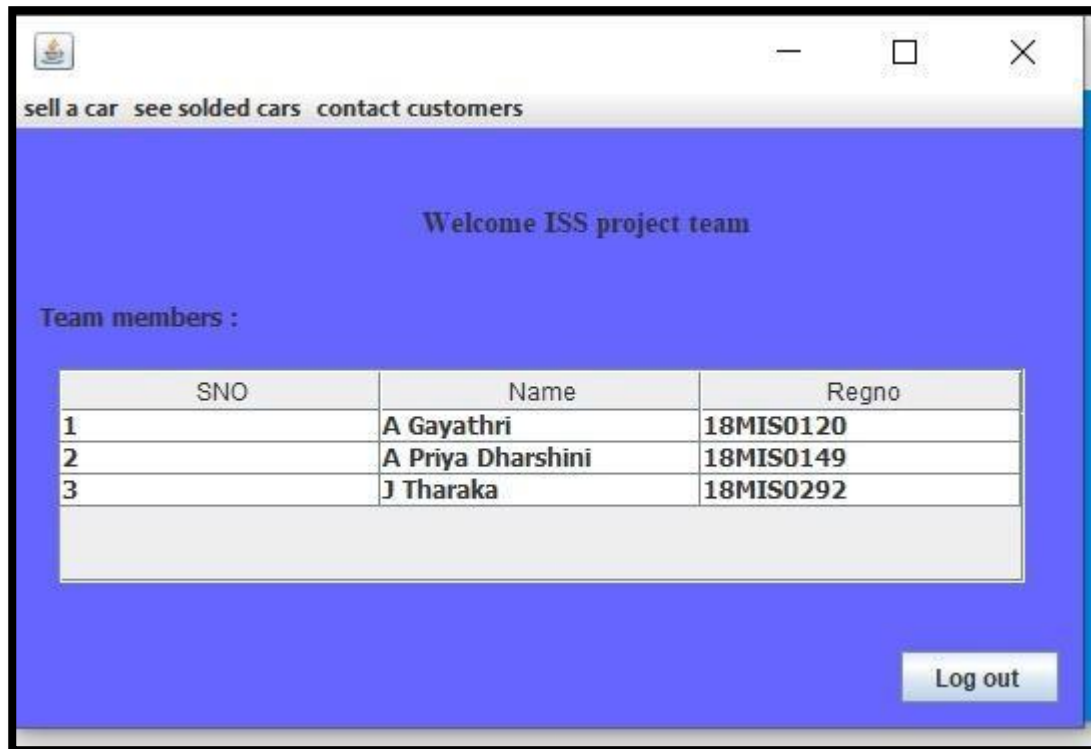 sell a car see solded cars contact customers
Welcome ISS project team
Team members :
SNO Name Regno
1 A Gayathri 18MIS0120
2 A Priya Dharshini 18MIS0149
3 J Tharaka 18MIS0292
Log out